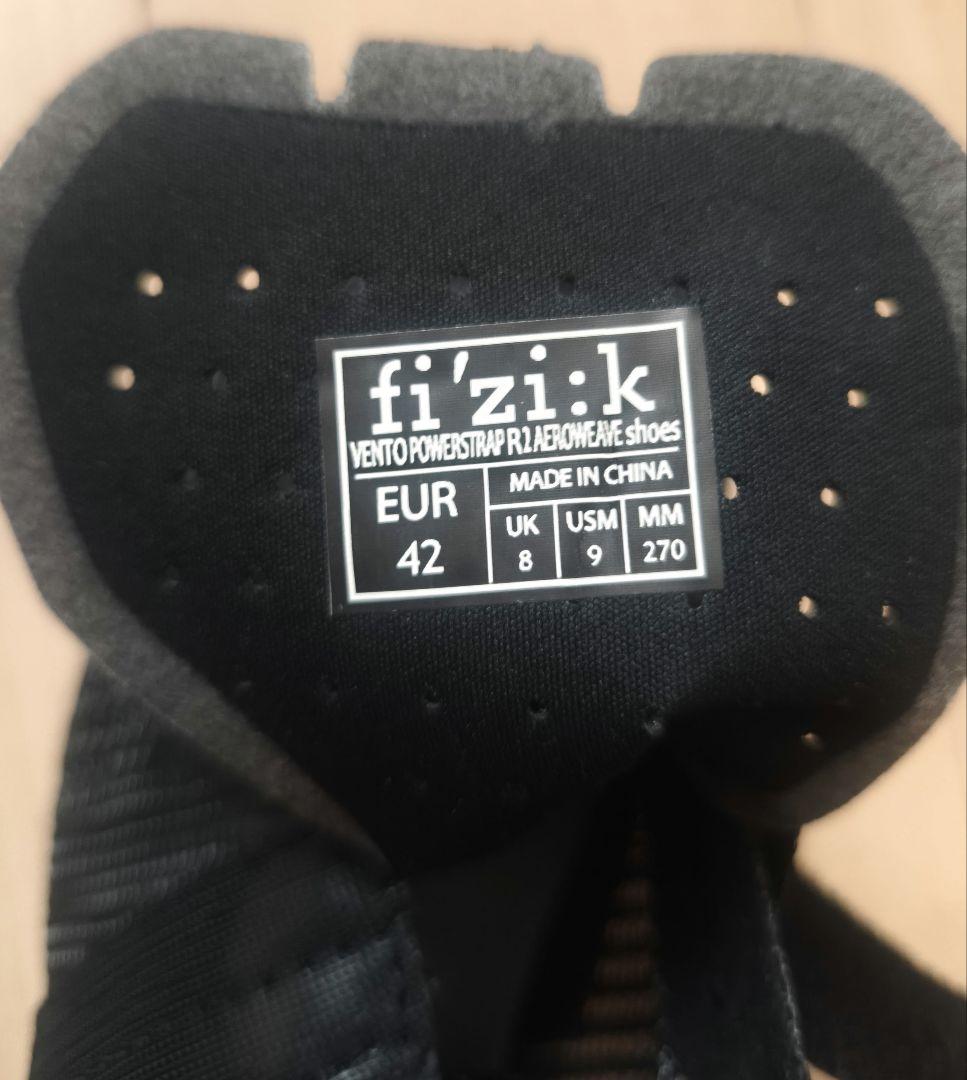 fi'zi:k
VENTO POWERSTRAP R2 AEROWEAVE shoes
EUR
42
MADE IN CHINA
UK USM MM
8 9 270